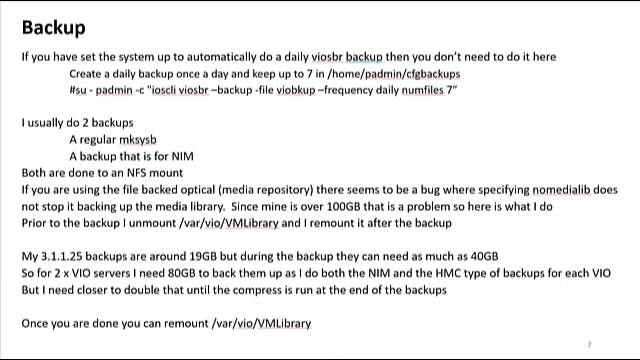 Backup
If you have set the system up to automatically do a daily viosbr backup then you don't need to do it here
Create a daily backup once a day and keep up to 7 in /home/padmin/cfgbackups
#su - padmin -c "ioscli viosbr –backup -file viobkup –frequency daily numfiles 7"
I usually do 2 backups
A regular mksysb
A backup that is for NIM
Both are done to an NFS mount
If you are using the file backed optical (media repository) there seems to be a bug where specifying nomedialib does
not stop it backing up the media library. Since mine is over 100GB that is a problem so here is what I do
Prior to the backup I unmount /var/vio/VMLibrary and I remount it after the backup
My 3.1.1.25 backups are around 19GB but during the backup they can need as much as 40GB
So for 2 x VIO servers I need 80GB to back them up as I do both the NIM and the HMC type of backups for each VIO
But I need closer to double that until the compress is run at the end of the backups
Once you are done you can remount /var/vio/VMLibrary
7